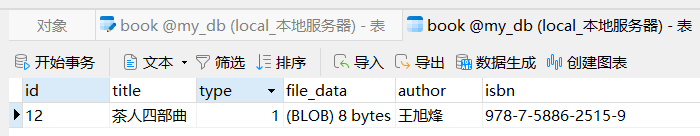 对象 book @my_db (local_本地服务器) - 表 book @my_db (local_本地服务器) - 表
开始事务 文本 筛选 排序 导入 导出 数据生成 创建图表
id title type file_data author isbn
12 茶人四部曲 1 (BLOB) 8 bytes 王旭烽 978-7-5886-2515-9